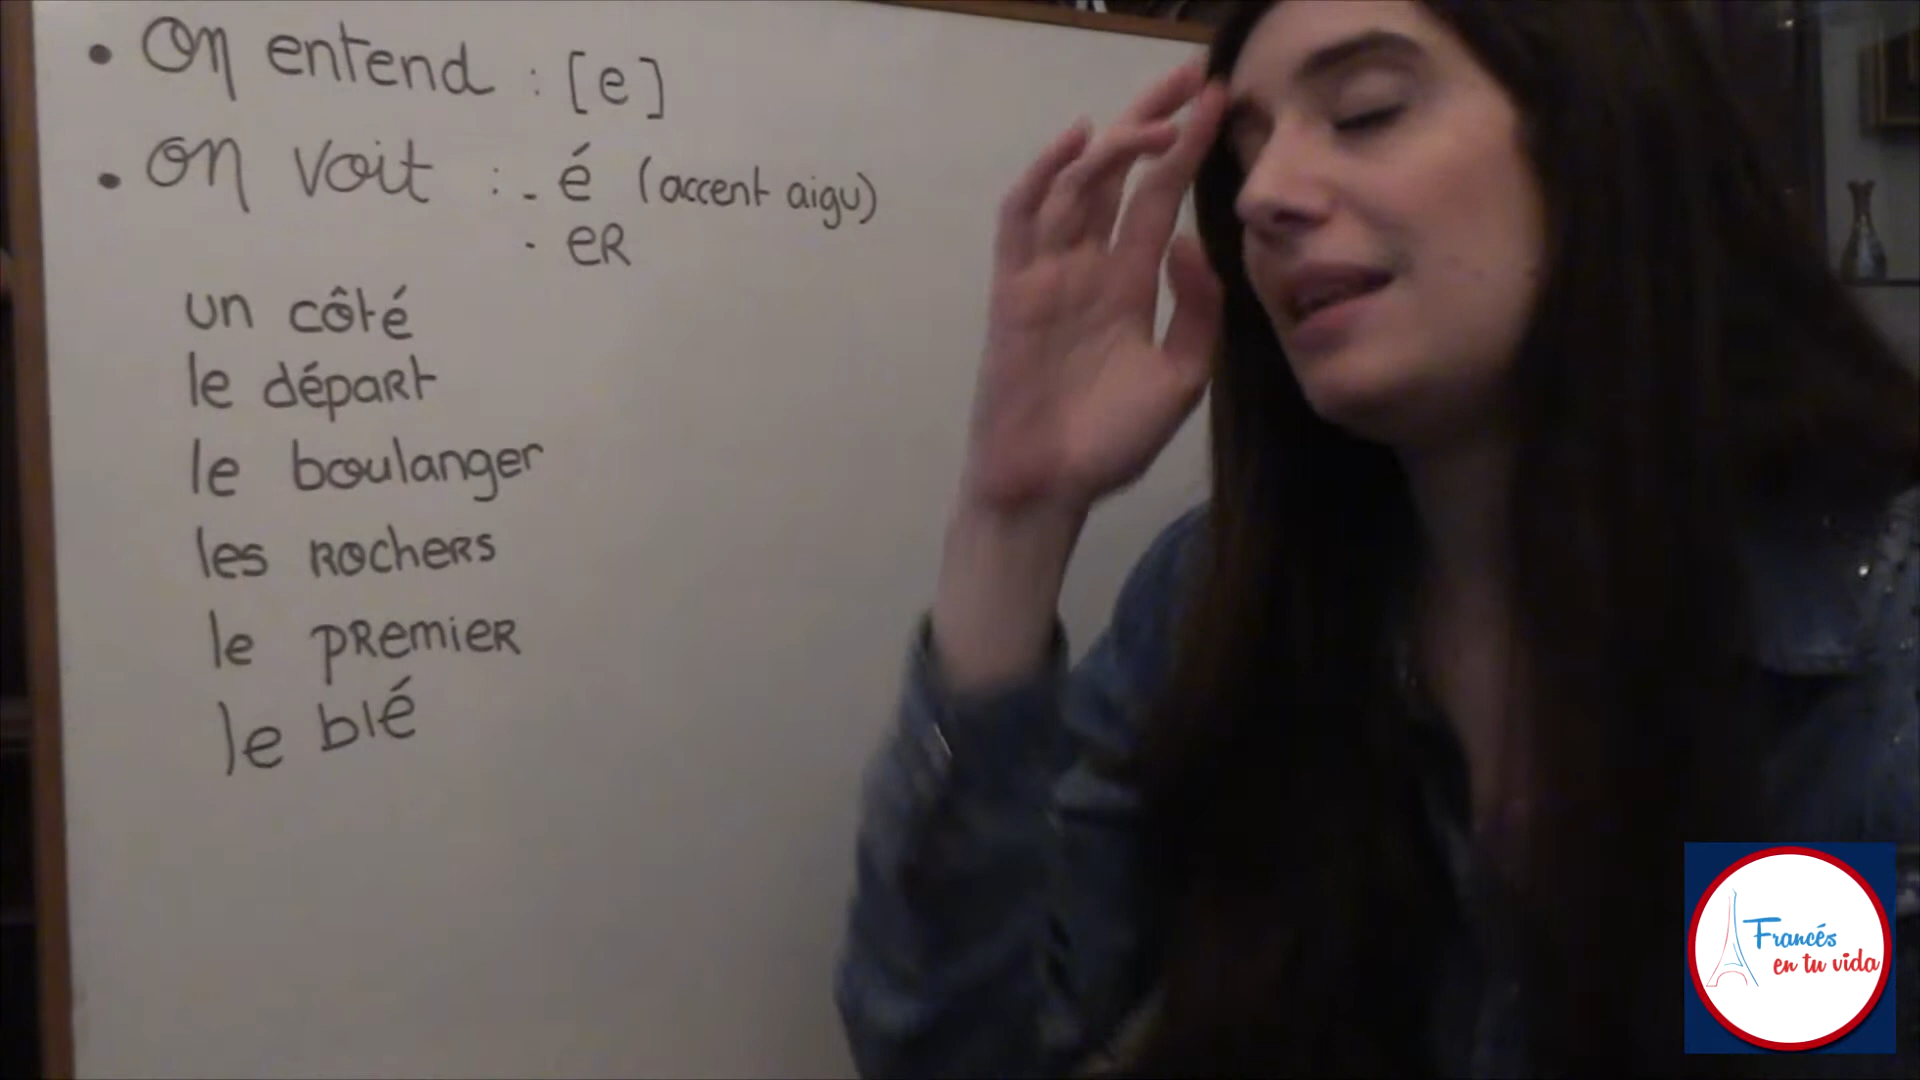 • On entend : [e]
• on voit : - é (accent aigu)
- eR
un côté
le départ
le boulanger
les rochers
le premier
le blé
Francés
en tu vida